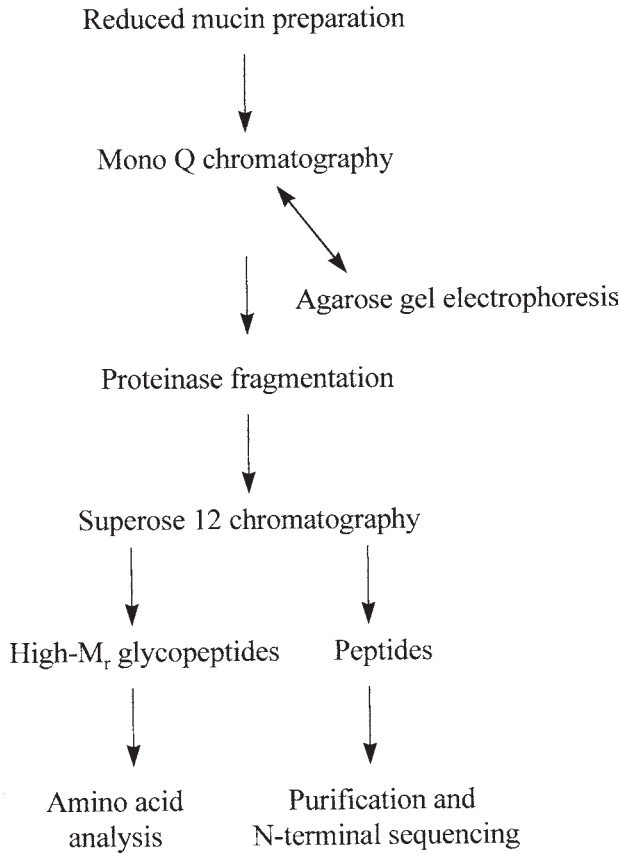 Reduced mucin preparation
Mono Q chromatography
Agarose gel electrophoresis
Proteinase fragmentation
Superose 12 chromatography
High-Mr glycopeptides
Peptides
Amino acid
analysis
Purification and
N-terminal sequencing